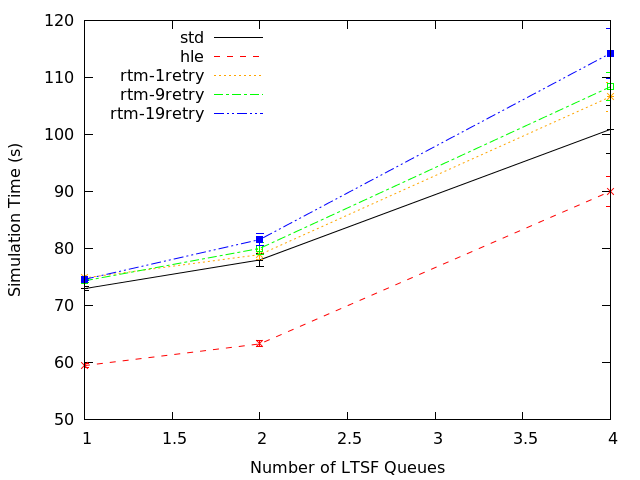 120
110
100
90
80
70
60
50
Simulation Time (s)
std
hle
rtm-1retry
rtm-9retry
rtm-19retry
1 1.5 2 2.5 3 3.5 4
Number of LTSF Queues